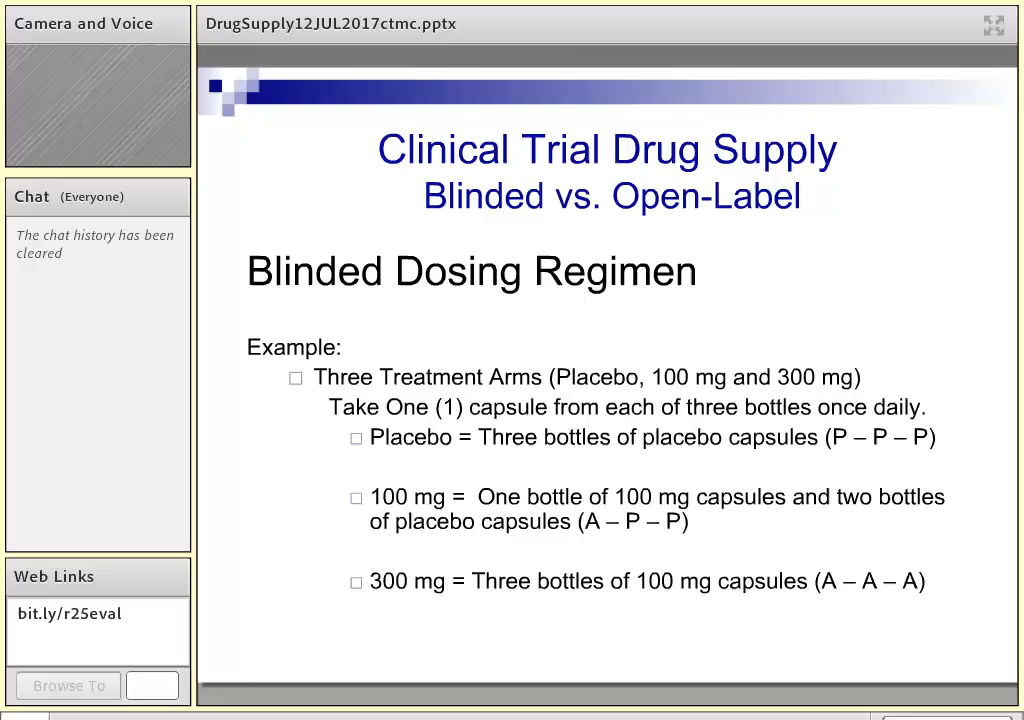 Camera and Voice
DrugSupply12JUL2017ctmc.pptx
Chat (Everyone)
The chat history has been
cleared
Web Links
bit.ly/r25eval
Browse To
Clinical Trial Drug Supply
Blinded vs. Open-Label
Blinded Dosing Regimen
Example:
Three Treatment Arms (Placebo, 100 mg and 300 mg)
Take One (1) capsule from each of three bottles once daily.
Placebo = Three bottles of placebo capsules (P – P – P)
100 mg = One bottle of 100 mg capsules and two bottles
of placebo capsules (A – P – P)
300 mg = Three bottles of 100 mg capsules (A – A – A)